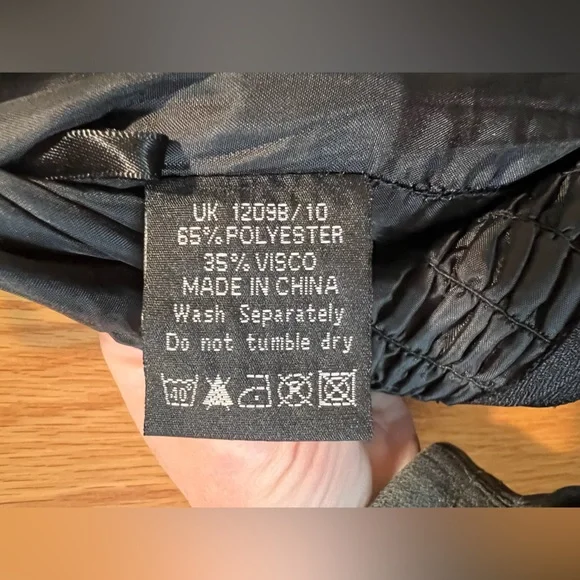 UK 1209B/10
65%POLYESTER
35%VISCO
MADE IN CHINA
Wash Separately
Do not tumble dry
40